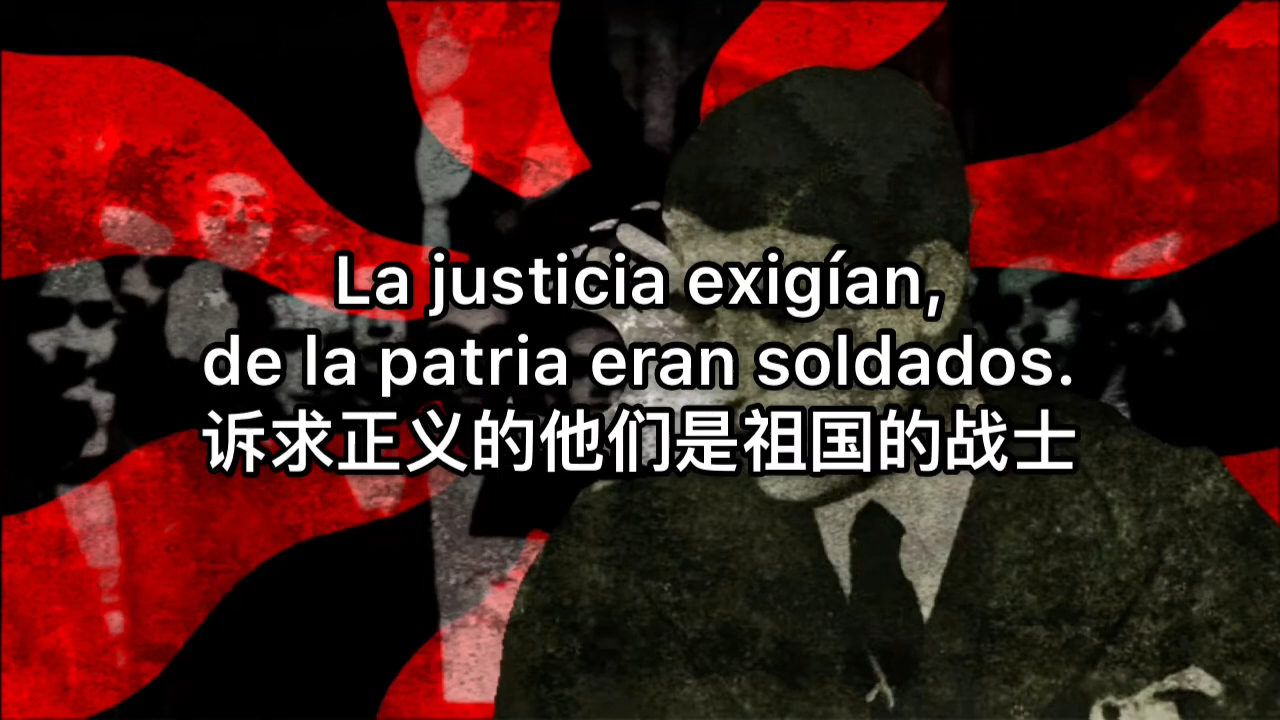 La justicia exigían,
de la patria eran soldados.
诉求正义的他们是祖国的战士